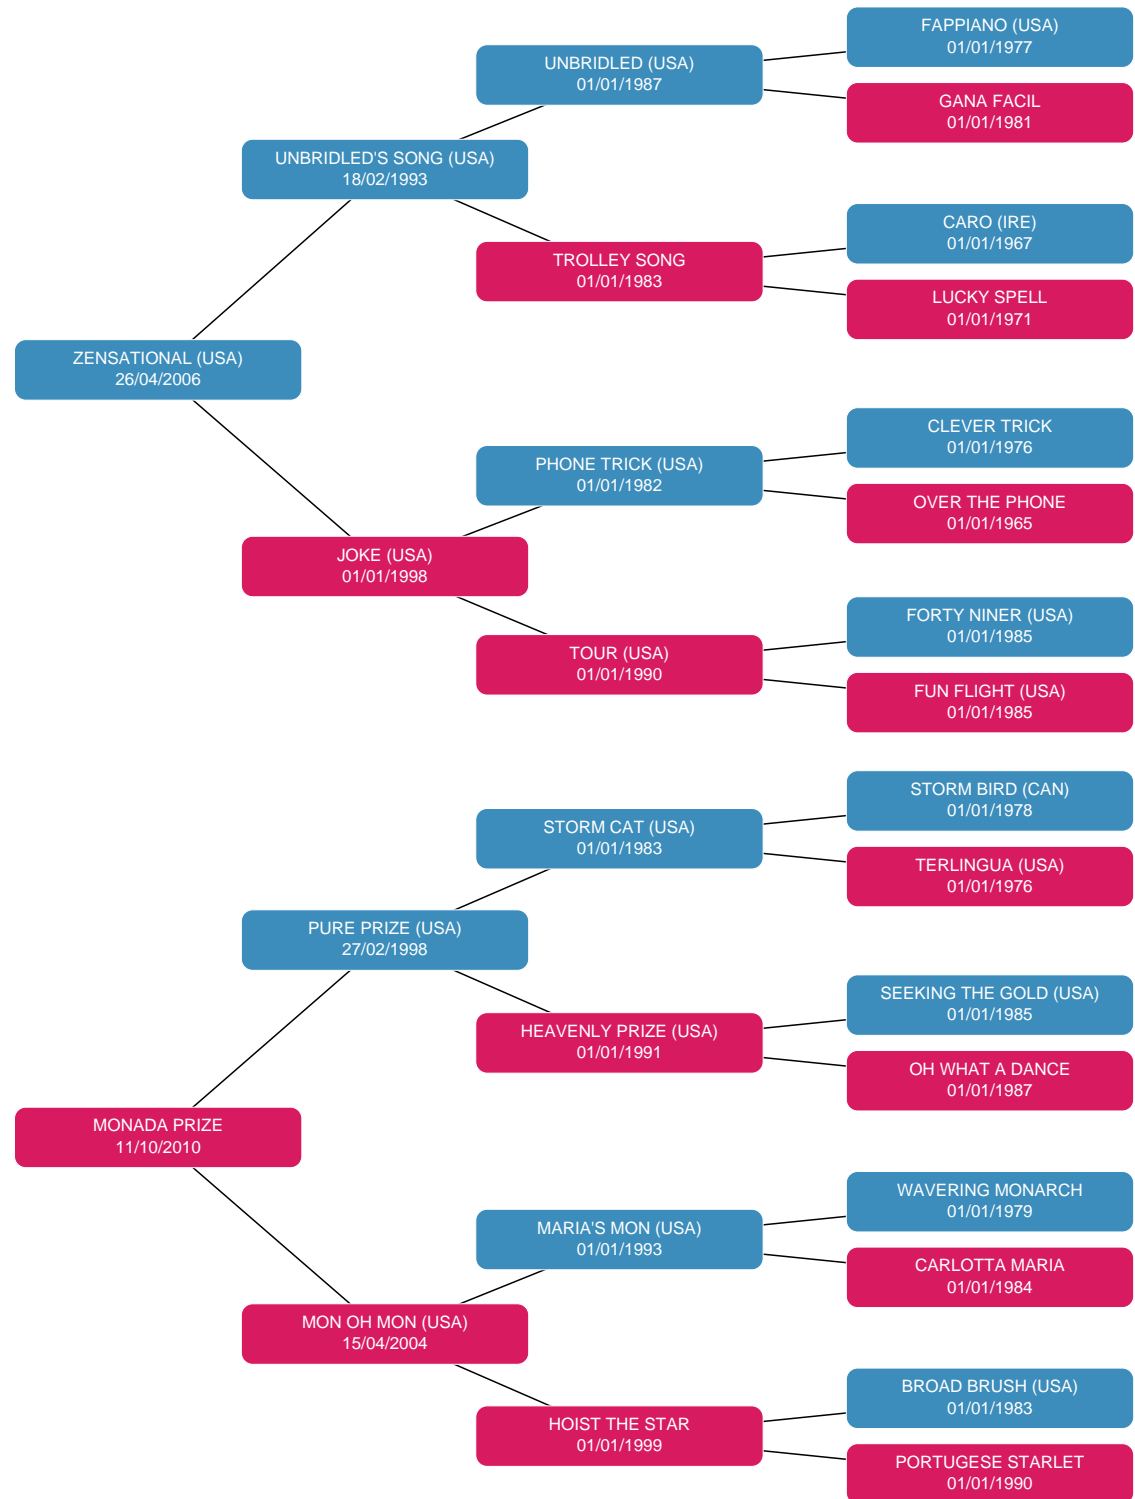 FAPPIANO (USA)
01/01/1977
UNBRIDLED (USA)
01/01/1987
GANA FACIL
01/01/1981
UNBRIDLED'S SONG (USA)
18/02/1993
CARO (IRE)
01/01/1967
TROLLEY SONG
01/01/1983
LUCKY SPELL
01/01/1971
ZENSATIONAL (USA)
26/04/2006
CLEVER TRICK
01/01/1976
PHONE TRICK (USA)
01/01/1982
OVER THE PHONE
01/01/1965
JOKE (USA)
01/01/1998
FORTY NINER (USA)
01/01/1985
TOUR (USA)
01/01/1990
FUN FLIGHT (USA)
01/01/1985
STORM BIRD (CAN)
01/01/1978
STORM CAT (USA)
01/01/1983
TERLINGUA (USA)
01/01/1976
PURE PRIZE (USA)
27/02/1998
SEEKING THE GOLD (USA)
01/01/1985
HEAVENLY PRIZE (USA)
01/01/1991
OH WHAT A DANCE
01/01/1987
MONADA PRIZE
11/10/2010
WAVERING MONARCH
01/01/1979
MARIA'S MON (USA)
01/01/1993
CARLOTTA MARIA
01/01/1984
MON OH MON (USA)
15/04/2004
BROAD BRUSH (USA)
01/01/1983
HOIST THE STAR
01/01/1999
PORTUGESE STARLET
01/01/1990